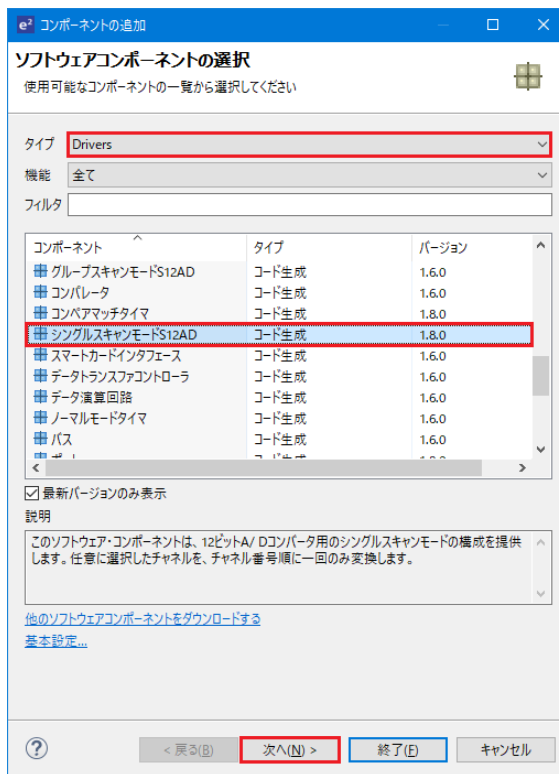 e² コンポーネントの追加
ソフトウェアコンポーネントの選択
使用可能なコンポーネントの一覧から選択してください
タイプ Drivers
機能 全て
フィルタ
コンポーネント タイプ バージョン
グループスキャンモードS12AD コード生成 1.6.0
コンパレータ コード生成 1.6.0
コンペアマッチタイマ コード生成 1.8.0
シングルスキャンモードS12AD コード生成 1.8.0
スマートカードインタフェース コード生成 1.6.0
データトランスファコントローラ コード生成 1.6.0
データ演算回路 コード生成 1.6.0
ノーマルモードタイマ コード生成 1.6.0
バス コード生成 1.6.0
最新バージョンのみ表示
説明
このソフトウェア・コンポーネントは、12ビットA/ Dコンバータ用のシングルスキャンモードの構成を提供
します。任意に選択したチャネルを、チャネル番号順に一回のみ変換します。
他のソフトウェアコンポーネントをダウンロードする
基本設定...
< 戻る(B) 次へ(N) > 終了(F) キャンセル